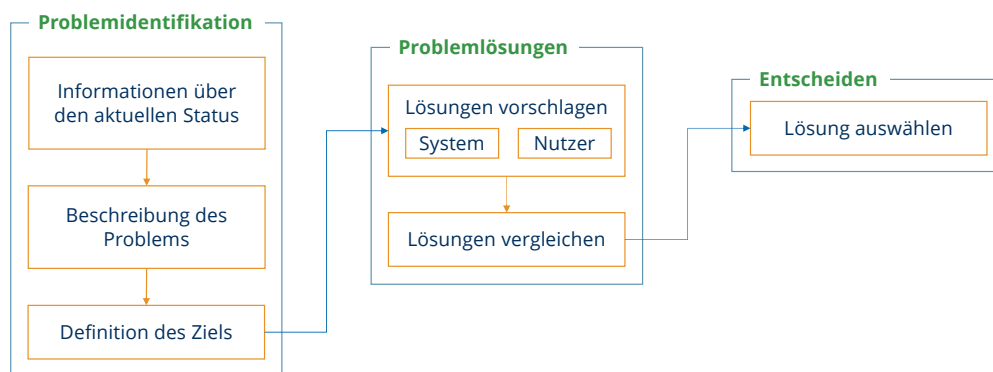 Problemidentifikation
Informationen über
den aktuellen Status
Beschreibung des
Problems
Definition des Ziels
Problemlösungen
Lösungen vorschlagen
System
Nutzer
Lösungen vergleichen
Entscheiden
Lösung auswählen